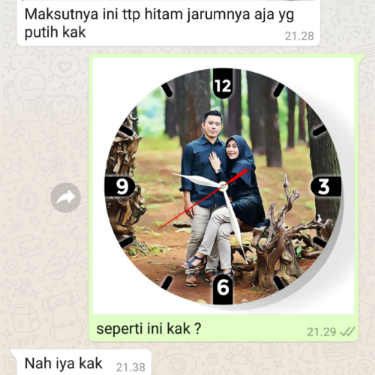 Maksutnya ini ttp hitam jarumnya aja yg
putih kak
21.28
12
9
3
6
seperti ini kak ?
21.29
Nah iya kak
21.38